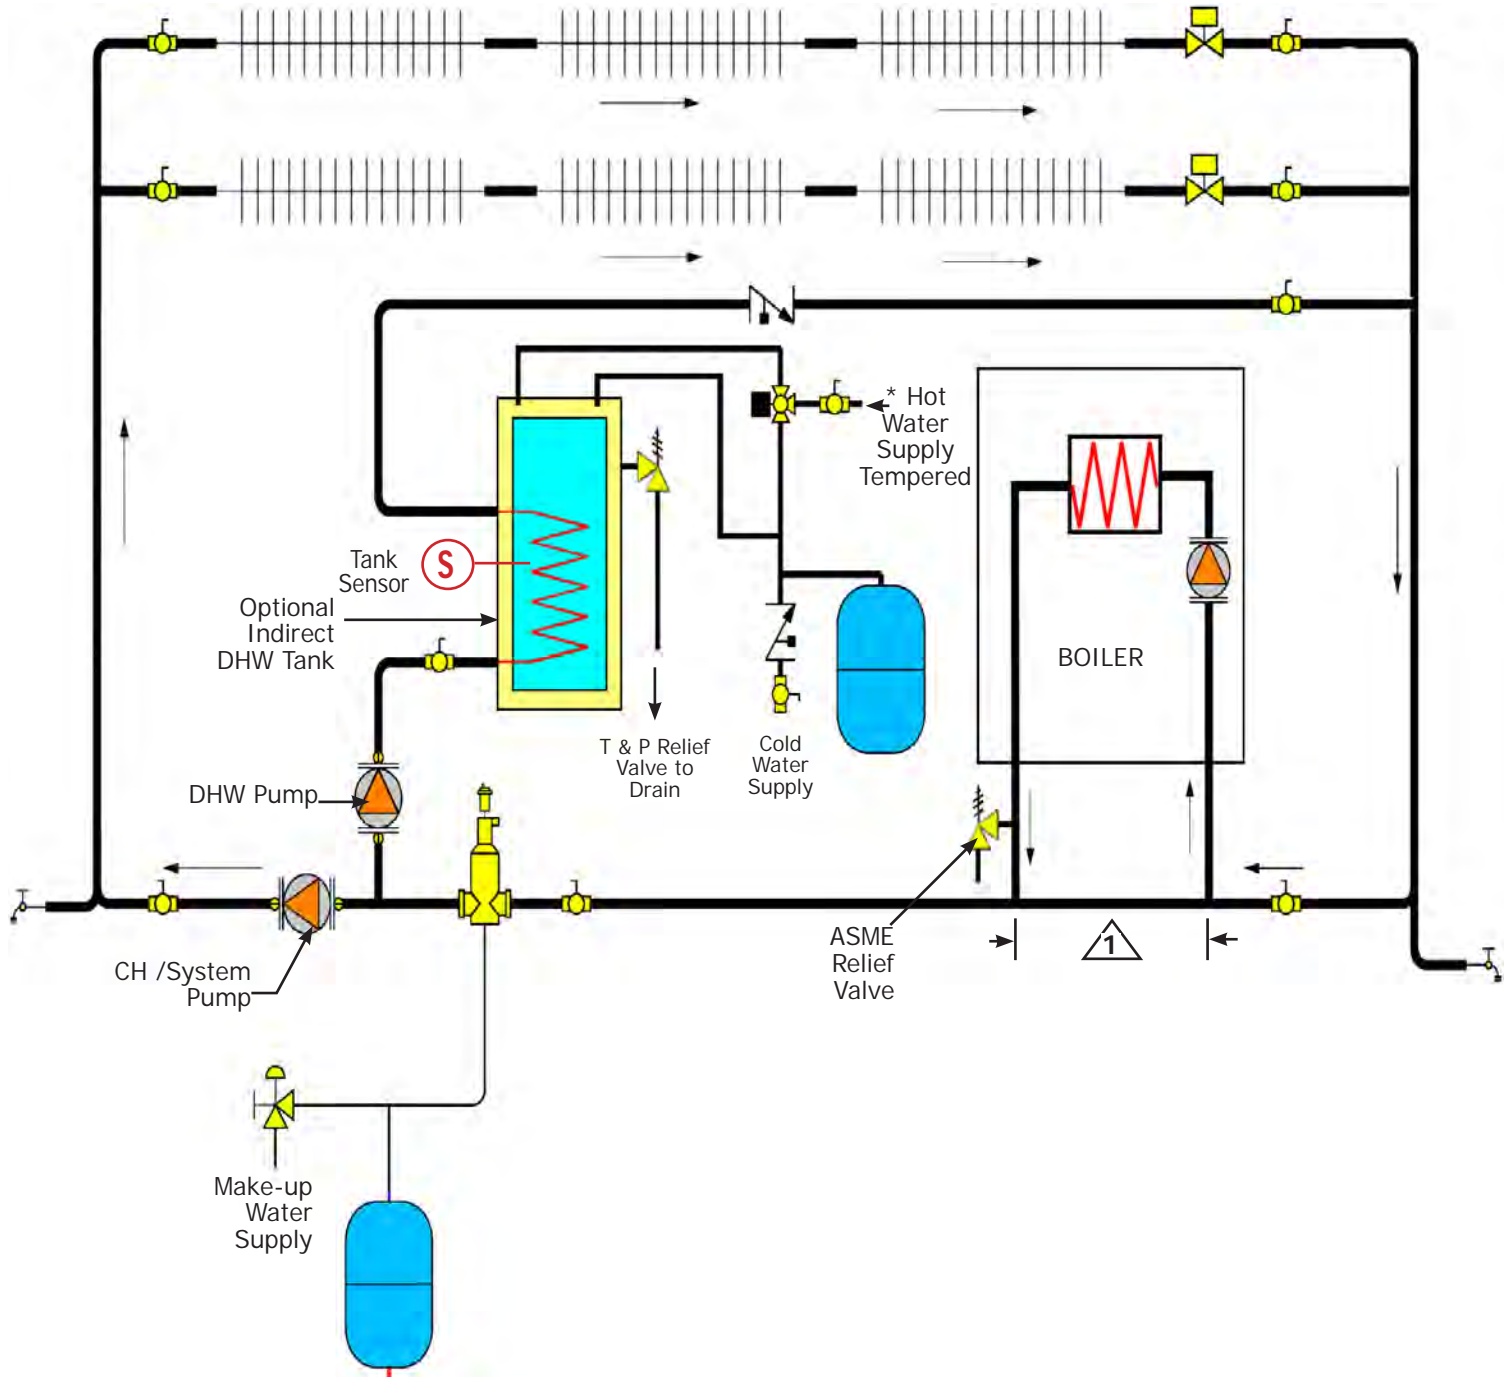 * Hot
Water
Supply
Tempered
Tank
Sensor
S
Optional
Indirect
DHW Tank
BOILER
T & P Relief
Valve to
Drain
Cold
Water
Supply
DHW Pump
ASME
Relief
Valve
1
CH /System
Pump
Make-up
Water
Supply